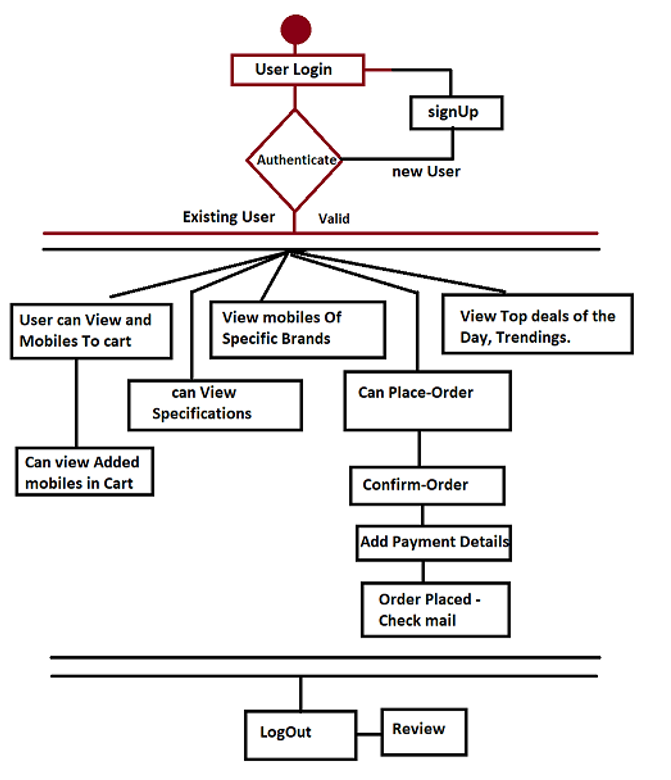 User Login
signUp
Authenticate
new User
Existing User
Valid
User can View and
Mobiles To cart
View mobiles Of
Specific Brands
View Top deals of the
Day, Trendings.
can View
Specifications
Can Place-Order
Can view Added
mobiles in Cart
Confirm-Order
Add Payment Details
Order Placed -
Check mail
LogOut
Review